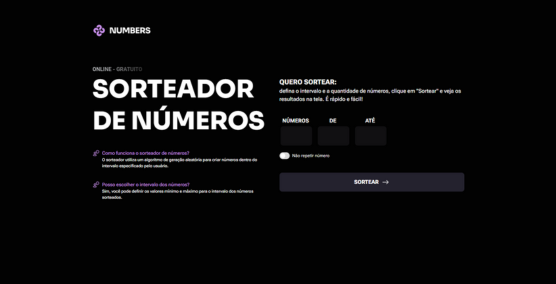 NUMBERS
ONLINE - GRATUITO
SORTEADOR
DE NÚMEROS
Como funciona o sorteador de números?
O sorteador utiliza um algoritmo de geração aleatória para criar números dentro do
intervalo especificado pelo usuário.
Posso escolher o intervalo dos números?
Sim, você pode definir os valores mínimo e máximo para o intervalo dos números
sorteados.
QUERO SORTEAR:
defina o intervalo e a quantidade de números, clique em "Sortear" e veja os
resultados na tela. É rápido e fácil!
NÚMEROS DE ATÉ
Não repetir número
SORTEAR